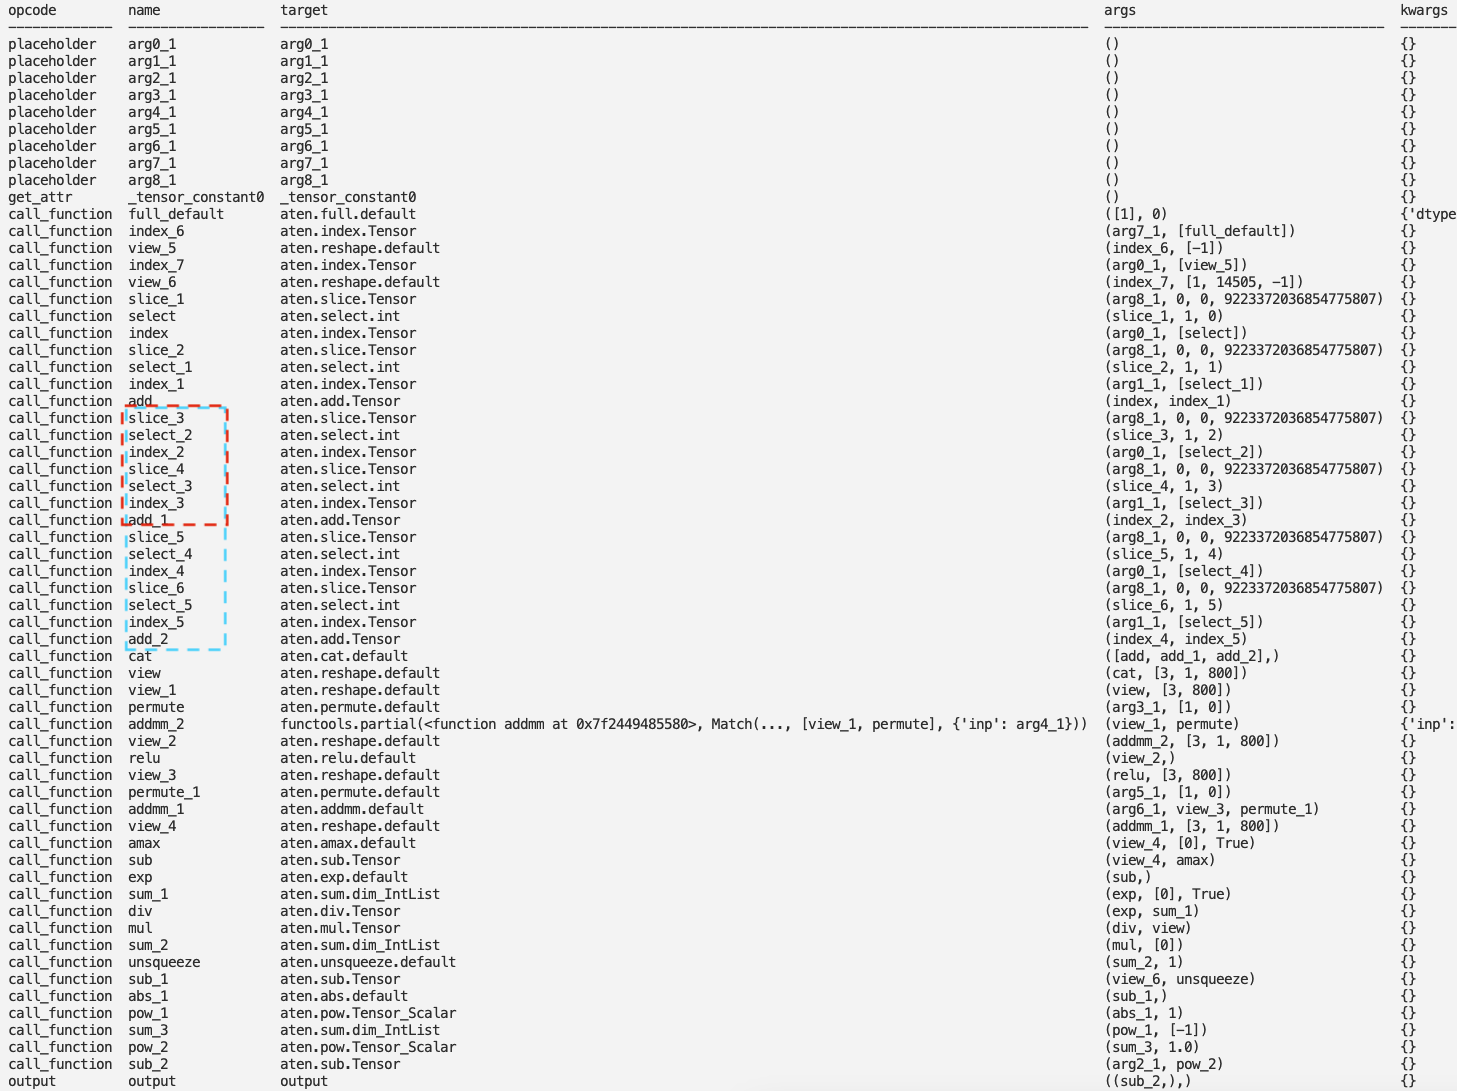 opcode name target args kwargs
placeholder arg0_1 arg0_1 () {}
placeholder arg1_1 arg1_1 () {}
placeholder arg2_1 arg2_1 () {}
placeholder arg3_1 arg3_1 () {}
placeholder arg4_1 arg4_1 () {}
placeholder arg5_1 arg5_1 () {}
placeholder arg6_1 arg6_1 () {}
placeholder arg7_1 arg7_1 () {}
placeholder arg8_1 arg8_1 () {}
get_attr _tensor_constant0 _tensor_constant0 () {}
call_function full_default aten.full.default ([1], 0) {'dtype
call_function index_6 aten.index.Tensor (arg7_1, [full_default]) {}
call_function view_5 aten.reshape.default (index_6, [-1]) {}
call_function index_7 aten.index.Tensor (arg0_1, [view_5]) {}
call_function view_6 aten.reshape.default (index_7, [1, 14505, -1]) {}
call_function slice_1 aten.slice.Tensor (arg8_1, 0, 0, 9223372036854775807) {}
call_function select aten.select.int (slice_1, 1, 0) {}
call_function index aten.index.Tensor (arg0_1, [select]) {}
call_function slice_2 aten.slice.Tensor (arg8_1, 0, 0, 9223372036854775807) {}
call_function select_1 aten.select.int (slice_2, 1, 1) {}
call_function index_1 aten.index.Tensor (arg1_1, [select_1]) {}
call_function add aten.add.Tensor (index, index_1) {}
call_function slice_3 aten.slice.Tensor (arg8_1, 0, 0, 9223372036854775807) {}
call_function select_2 aten.select.int (slice_3, 1, 2) {}
call_function index_2 aten.index.Tensor (arg0_1, [select_2]) {}
call_function slice_4 aten.slice.Tensor (arg8_1, 0, 0, 9223372036854775807) {}
call_function select_3 aten.select.int (slice_4, 1, 3) {}
call_function index_3 aten.index.Tensor (arg1_1, [select_3]) {}
call_function add_1 aten.add.Tensor (index_2, index_3) {}
call_function slice_5 aten.slice.Tensor (arg8_1, 0, 0, 9223372036854775807) {}
call_function select_4 aten.select.int (slice_5, 1, 4) {}
call_function index_4 aten.index.Tensor (arg0_1, [select_4]) {}
call_function slice_6 aten.slice.Tensor (arg8_1, 0, 0, 9223372036854775807) {}
call_function select_5 aten.select.int (slice_6, 1, 5) {}
call_function index_5 aten.index.Tensor (arg1_1, [select_5]) {}
call_function add_2 aten.add.Tensor (index_4, index_5) {}
call_function cat aten.cat.default ([add, add_1, add_2],) {}
call_function view aten.reshape.default (cat, [3, 1, 800]) {}
call_function view_1 aten.reshape.default (view, [3, 800]) {}
call_function permute aten.permute.default (arg3_1, [1, 0]) {}
call_function addmm_2 functools.partial(<function addmm at 0x7f2449485580>, Match(..., [view_1, permute], {'inp': arg4_1})) (view_1, permute) {'inp':
call_function view_2 aten.reshape.default (addmm_2, [3, 1, 800]) {}
call_function relu aten.relu.default (view_2,) {}
call_function view_3 aten.reshape.default (relu, [3, 800]) {}
call_function permute_1 aten.permute.default (arg5_1, [1, 0]) {}
call_function addmm_1 aten.addmm.default (arg6_1, view_3, permute_1) {}
call_function view_4 aten.reshape.default (addmm_1, [3, 1, 800]) {}
call_function amax aten.amax.default (view_4, [0], True) {}
call_function sub aten.sub.Tensor (view_4, amax) {}
call_function exp aten.exp.default (sub,) {}
call_function sum_1 aten.sum.dim_IntList (exp, [0], True) {}
call_function div aten.div.Tensor (exp, sum_1) {}
call_function mul aten.mul.Tensor (div, view) {}
call_function sum_2 aten.sum.dim_IntList (mul, [0]) {}
call_function unsqueeze aten.unsqueeze.default (sum_2, 1) {}
call_function sub_1 aten.sub.Tensor (view_6, unsqueeze) {}
call_function abs_1 aten.abs.default (sub_1,) {}
call_function pow_1 aten.pow.Tensor_Scalar (abs_1, 1) {}
call_function sum_3 aten.sum.dim_IntList (pow_1, [-1]) {}
call_function pow_2 aten.pow.Tensor_Scalar (sum_3, 1.0) {}
call_function sub_2 aten.sub.Tensor (arg2_1, pow_2) {}
output output output ((sub_2,),) {}